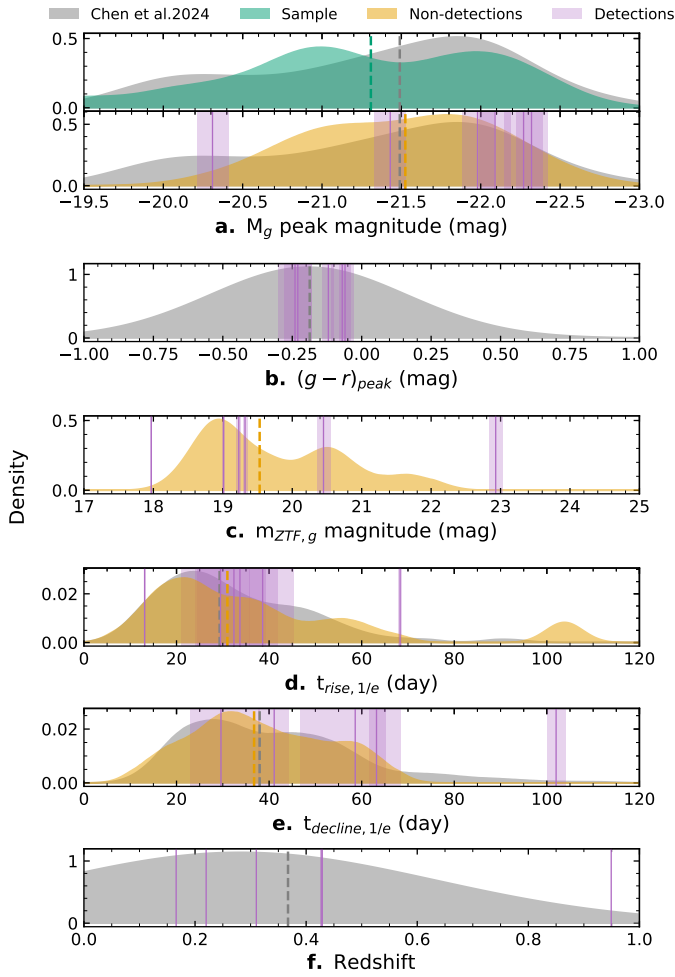 Chen et al.2024 Sample Non-detections Detections
0.5
0.0
0.5
0.0
−19.5 −20.0 −20.5 −21.0 −21.5 −22.0 −22.5 −23.0
a. M_g peak magnitude (mag)
1
0
−1.00 −0.75 −0.50 −0.25 0.00 0.25 0.50 0.75 1.00
b. (g − r)_peak (mag)
0.5
0.0
17 18 19 20 21 22 23 24 25
c. m_ZTF, g magnitude (mag)
Density
0.02
0.00
0 20 40 60 80 100 120
d. t_rise, 1/e (day)
0.02
0.00
0 20 40 60 80 100 120
e. t_decline, 1/e (day)
1
0
0.0 0.2 0.4 0.6 0.8 1.0
f. Redshift